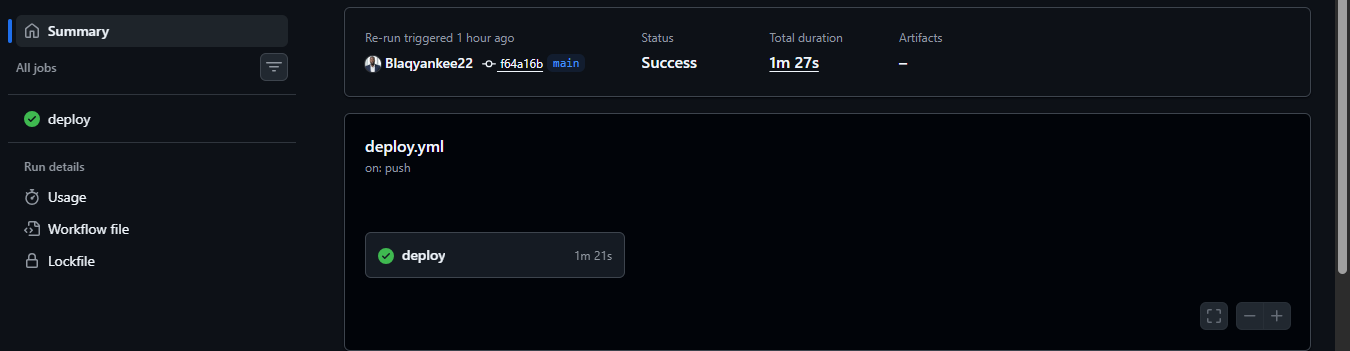 Summary
All jobs
deploy
Run details
Usage
Workflow file
Lockfile
Re-run triggered 1 hour ago
Blaqyankee22 f64a16b main
Status
Success
Total duration
1m 27s
Artifacts
–
deploy.yml
on: push
deploy 1m 21s